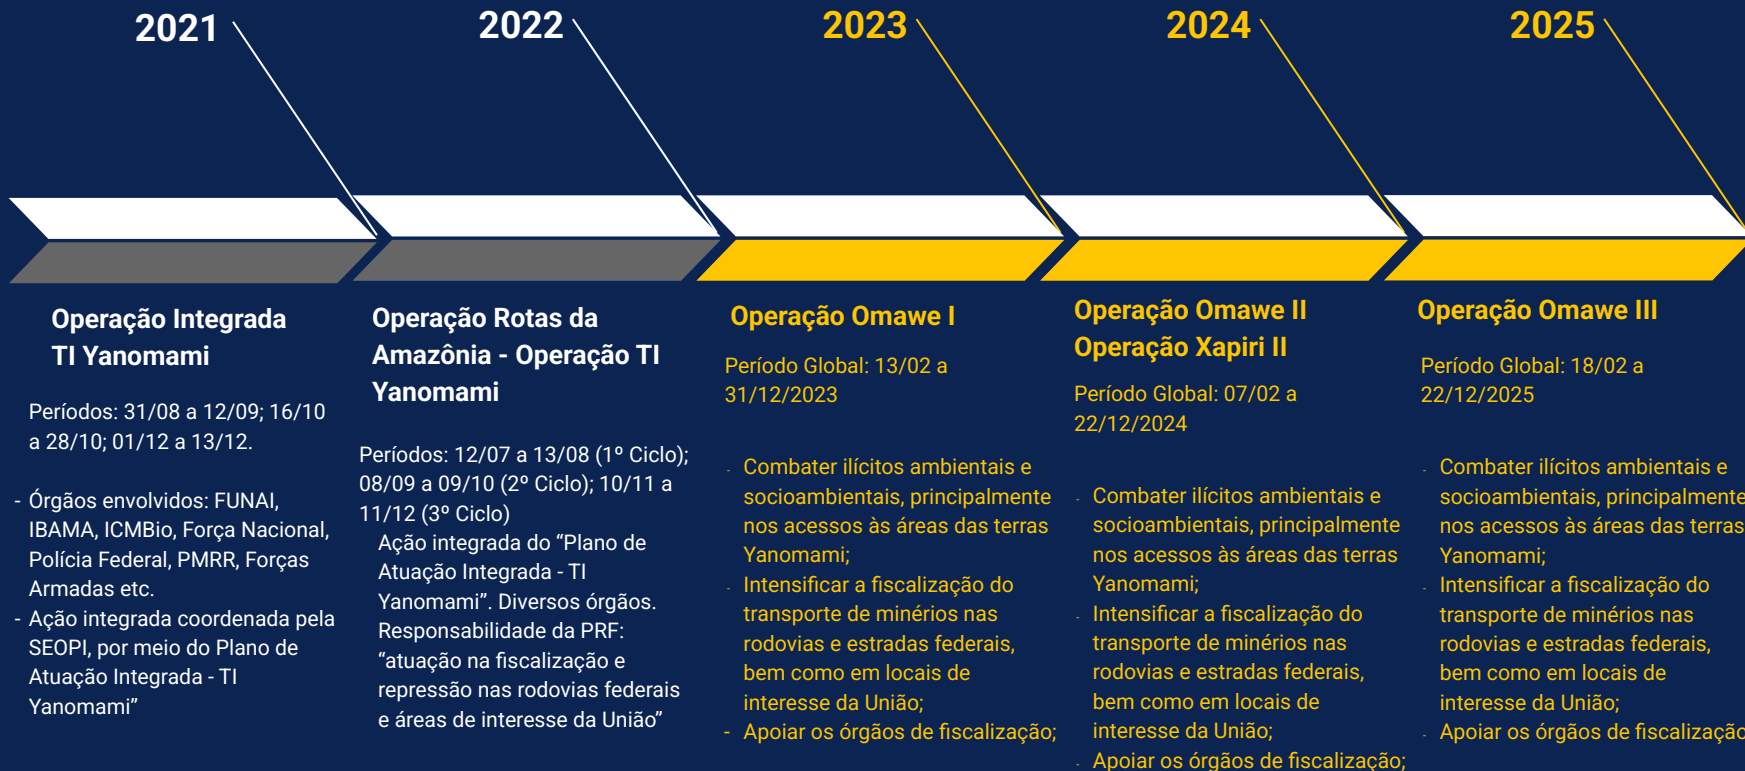 2021
2022
2023
2024
2025
Operação Integrada
TI Yanomami
Períodos: 31/08 a 12/09; 16/10
a 28/10; 01/12 a 13/12.
- Órgãos envolvidos: FUNAI,
IBAMA, ICMBio, Força Nacional,
Polícia Federal, PMRR, Forças
Armadas etc.
- Ação integrada coordenada pela
SEOPI, por meio do Plano de
Atuação Integrada - TI
Yanomami”
Operação Rotas da
Amazônia - Operação TI
Yanomami
Períodos: 12/07 a 13/08 (1º Ciclo);
08/09 a 09/10 (2º Ciclo); 10/11 a
11/12 (3º Ciclo)
Ação integrada do “Plano de
Atuação Integrada - TI
Yanomami”. Diversos órgãos.
Responsabilidade da PRF:
“atuação na fiscalização e
repressão nas rodovias federais
e áreas de interesse da União”
Operação Omawe I
Período Global: 13/02 a
31/12/2023
- Combater ilícitos ambientais e
socioambientais, principalmente
nos acessos às áreas das terras
Yanomami;
- Intensificar a fiscalização do
transporte de minérios nas
rodovias e estradas federais,
bem como em locais de
interesse da União;
- Apoiar os órgãos de fiscalização;
Operação Omawe II
Operação Xapiri II
Período Global: 07/02 a
22/12/2024
- Combater ilícitos ambientais e
socioambientais, principalmente
nos acessos às áreas das terras
Yanomami;
- Intensificar a fiscalização do
transporte de minérios nas
rodovias e estradas federais,
bem como em locais de
interesse da União;
- Apoiar os órgãos de fiscalização;
Operação Omawe III
Período Global: 18/02 a
22/12/2025
- Combater ilícitos ambientais e
socioambientais, principalmente
nos acessos às áreas das terras
Yanomami;
- Intensificar a fiscalização do
transporte de minérios nas
rodovias e estradas federais,
bem como em locais de
interesse da União;
- Apoiar os órgãos de fiscalização